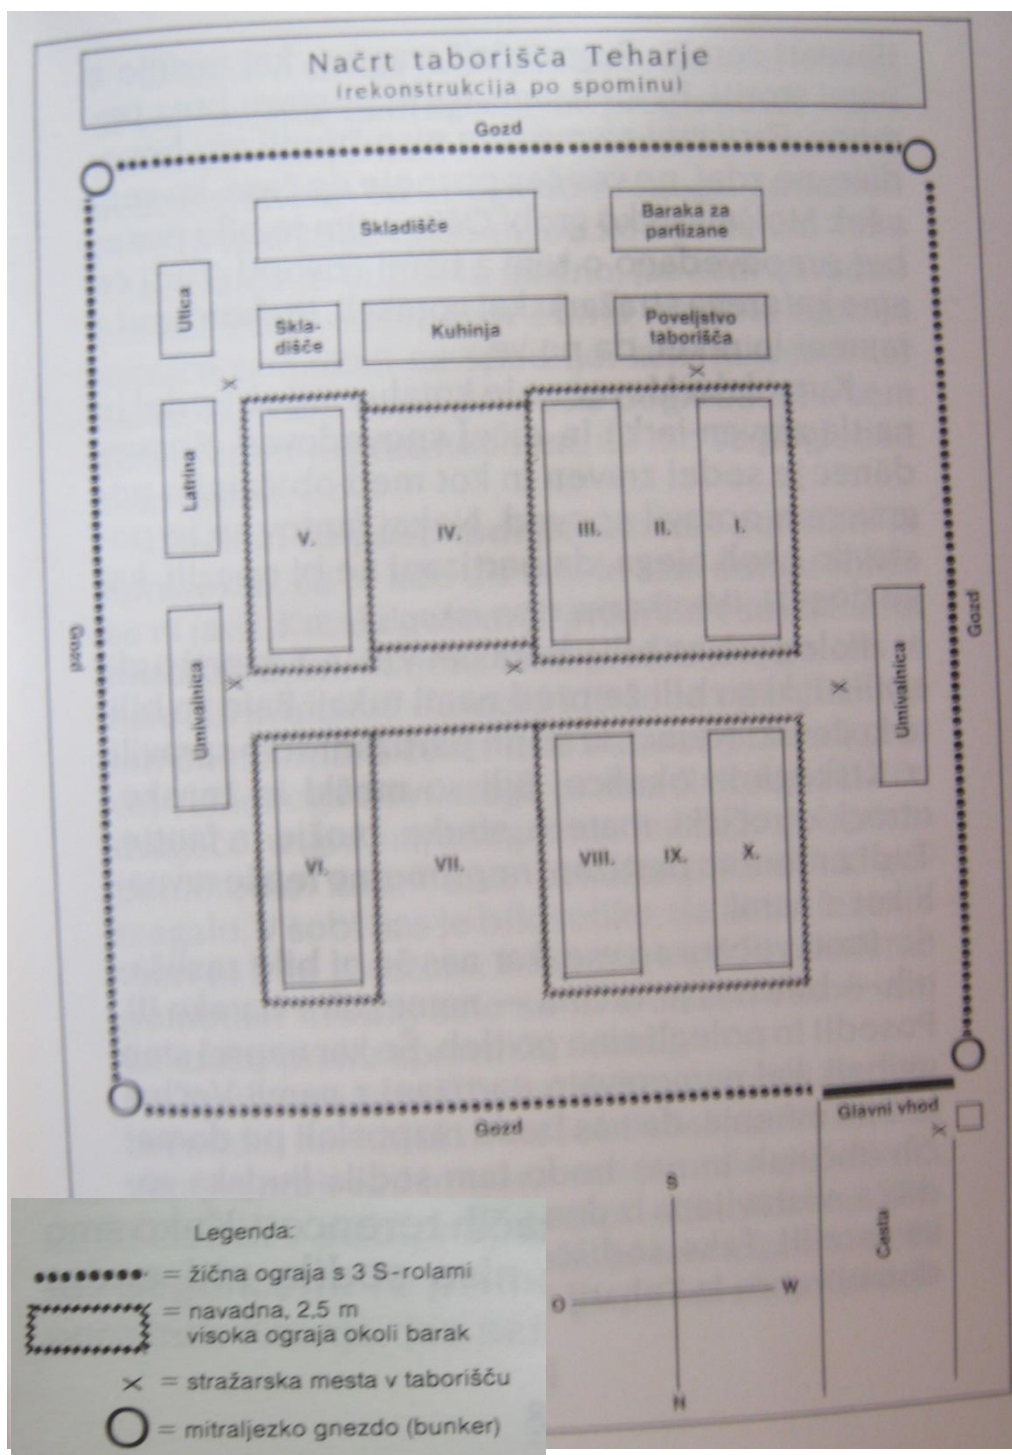 Načrt taborišča Teharje
(rekonstrukcija po spominu)
Gozd
Skladišče
Baraka za
partizane
Utica
Skla-
dišče
Kuhinja
Poveljstvo
taborišča
Latrina
V.
IV.
III.
II.
I.
Gozd
Gozd
Umivalnica
Umivalnica
VI.
VII.
VIII.
IX.
X.
Glavni vhod
Gozd
S
O
W
N
Cesta
Legenda:
= žična ograja s 3 S-rolami
= navadna, 2,5 m
visoka ograja okoli barak
= stražarska mesta v taborišču
= mitraljezko gnezdo (bunker)